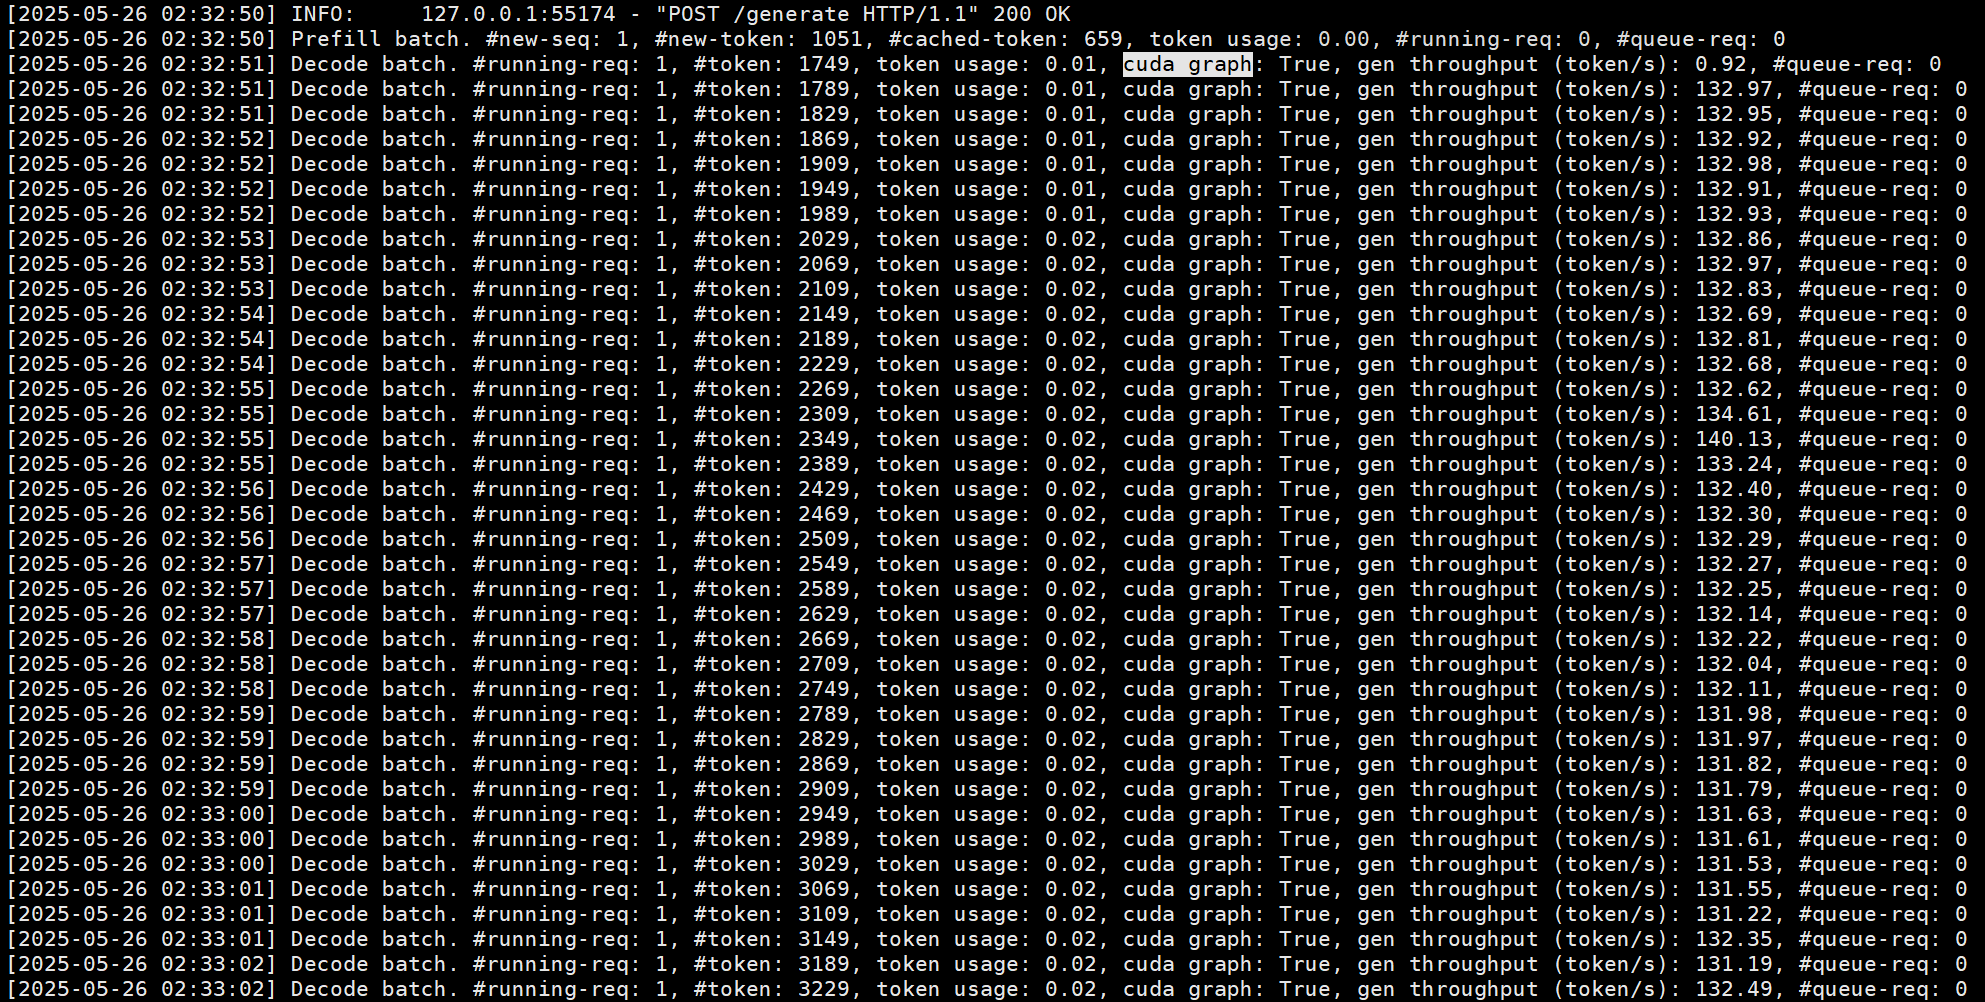 [2025-05-26 02:32:50] INFO:     127.0.0.1:55174 - "POST /generate HTTP/1.1" 200 OK
[2025-05-26 02:32:50] Prefill batch. #new-seq: 1, #new-token: 1051, #cached-token: 659, token usage: 0.00, #running-req: 0, #queue-req: 0
[2025-05-26 02:32:51] Decode batch. #running-req: 1, #token: 1749, token usage: 0.01, cuda graph: True, gen throughput (token/s): 0.92, #queue-req: 0
[2025-05-26 02:32:51] Decode batch. #running-req: 1, #token: 1789, token usage: 0.01, cuda graph: True, gen throughput (token/s): 132.97, #queue-req: 0
[2025-05-26 02:32:51] Decode batch. #running-req: 1, #token: 1829, token usage: 0.01, cuda graph: True, gen throughput (token/s): 132.95, #queue-req: 0
[2025-05-26 02:32:52] Decode batch. #running-req: 1, #token: 1869, token usage: 0.01, cuda graph: True, gen throughput (token/s): 132.92, #queue-req: 0
[2025-05-26 02:32:52] Decode batch. #running-req: 1, #token: 1909, token usage: 0.01, cuda graph: True, gen throughput (token/s): 132.98, #queue-req: 0
[2025-05-26 02:32:52] Decode batch. #running-req: 1, #token: 1949, token usage: 0.01, cuda graph: True, gen throughput (token/s): 132.91, #queue-req: 0
[2025-05-26 02:32:52] Decode batch. #running-req: 1, #token: 1989, token usage: 0.01, cuda graph: True, gen throughput (token/s): 132.93, #queue-req: 0
[2025-05-26 02:32:53] Decode batch. #running-req: 1, #token: 2029, token usage: 0.02, cuda graph: True, gen throughput (token/s): 132.86, #queue-req: 0
[2025-05-26 02:32:53] Decode batch. #running-req: 1, #token: 2069, token usage: 0.02, cuda graph: True, gen throughput (token/s): 132.97, #queue-req: 0
[2025-05-26 02:32:53] Decode batch. #running-req: 1, #token: 2109, token usage: 0.02, cuda graph: True, gen throughput (token/s): 132.83, #queue-req: 0
[2025-05-26 02:32:54] Decode batch. #running-req: 1, #token: 2149, token usage: 0.02, cuda graph: True, gen throughput (token/s): 132.69, #queue-req: 0
[2025-05-26 02:32:54] Decode batch. #running-req: 1, #token: 2189, token usage: 0.02, cuda graph: True, gen throughput (token/s): 132.81, #queue-req: 0
[2025-05-26 02:32:54] Decode batch. #running-req: 1, #token: 2229, token usage: 0.02, cuda graph: True, gen throughput (token/s): 132.68, #queue-req: 0
[2025-05-26 02:32:55] Decode batch. #running-req: 1, #token: 2269, token usage: 0.02, cuda graph: True, gen throughput (token/s): 132.62, #queue-req: 0
[2025-05-26 02:32:55] Decode batch. #running-req: 1, #token: 2309, token usage: 0.02, cuda graph: True, gen throughput (token/s): 134.61, #queue-req: 0
[2025-05-26 02:32:55] Decode batch. #running-req: 1, #token: 2349, token usage: 0.02, cuda graph: True, gen throughput (token/s): 140.13, #queue-req: 0
[2025-05-26 02:32:55] Decode batch. #running-req: 1, #token: 2389, token usage: 0.02, cuda graph: True, gen throughput (token/s): 133.24, #queue-req: 0
[2025-05-26 02:32:56] Decode batch. #running-req: 1, #token: 2429, token usage: 0.02, cuda graph: True, gen throughput (token/s): 132.40, #queue-req: 0
[2025-05-26 02:32:56] Decode batch. #running-req: 1, #token: 2469, token usage: 0.02, cuda graph: True, gen throughput (token/s): 132.30, #queue-req: 0
[2025-05-26 02:32:56] Decode batch. #running-req: 1, #token: 2509, token usage: 0.02, cuda graph: True, gen throughput (token/s): 132.29, #queue-req: 0
[2025-05-26 02:32:57] Decode batch. #running-req: 1, #token: 2549, token usage: 0.02, cuda graph: True, gen throughput (token/s): 132.27, #queue-req: 0
[2025-05-26 02:32:57] Decode batch. #running-req: 1, #token: 2589, token usage: 0.02, cuda graph: True, gen throughput (token/s): 132.25, #queue-req: 0
[2025-05-26 02:32:57] Decode batch. #running-req: 1, #token: 2629, token usage: 0.02, cuda graph: True, gen throughput (token/s): 132.14, #queue-req: 0
[2025-05-26 02:32:58] Decode batch. #running-req: 1, #token: 2669, token usage: 0.02, cuda graph: True, gen throughput (token/s): 132.22, #queue-req: 0
[2025-05-26 02:32:58] Decode batch. #running-req: 1, #token: 2709, token usage: 0.02, cuda graph: True, gen throughput (token/s): 132.04, #queue-req: 0
[2025-05-26 02:32:58] Decode batch. #running-req: 1, #token: 2749, token usage: 0.02, cuda graph: True, gen throughput (token/s): 132.11, #queue-req: 0
[2025-05-26 02:32:59] Decode batch. #running-req: 1, #token: 2789, token usage: 0.02, cuda graph: True, gen throughput (token/s): 131.98, #queue-req: 0
[2025-05-26 02:32:59] Decode batch. #running-req: 1, #token: 2829, token usage: 0.02, cuda graph: True, gen throughput (token/s): 131.97, #queue-req: 0
[2025-05-26 02:32:59] Decode batch. #running-req: 1, #token: 2869, token usage: 0.02, cuda graph: True, gen throughput (token/s): 131.82, #queue-req: 0
[2025-05-26 02:32:59] Decode batch. #running-req: 1, #token: 2909, token usage: 0.02, cuda graph: True, gen throughput (token/s): 131.79, #queue-req: 0
[2025-05-26 02:33:00] Decode batch. #running-req: 1, #token: 2949, token usage: 0.02, cuda graph: True, gen throughput (token/s): 131.63, #queue-req: 0
[2025-05-26 02:33:00] Decode batch. #running-req: 1, #token: 2989, token usage: 0.02, cuda graph: True, gen throughput (token/s): 131.61, #queue-req: 0
[2025-05-26 02:33:00] Decode batch. #running-req: 1, #token: 3029, token usage: 0.02, cuda graph: True, gen throughput (token/s): 131.53, #queue-req: 0
[2025-05-26 02:33:01] Decode batch. #running-req: 1, #token: 3069, token usage: 0.02, cuda graph: True, gen throughput (token/s): 131.55, #queue-req: 0
[2025-05-26 02:33:01] Decode batch. #running-req: 1, #token: 3109, token usage: 0.02, cuda graph: True, gen throughput (token/s): 131.22, #queue-req: 0
[2025-05-26 02:33:01] Decode batch. #running-req: 1, #token: 3149, token usage: 0.02, cuda graph: True, gen throughput (token/s): 132.35, #queue-req: 0
[2025-05-26 02:33:02] Decode batch. #running-req: 1, #token: 3189, token usage: 0.02, cuda graph: True, gen throughput (token/s): 131.19, #queue-req: 0
[2025-05-26 02:33:02] Decode batch. #running-req: 1, #token: 3229, token usage: 0.02, cuda graph: True, gen throughput (token/s): 132.49, #queue-req: 0